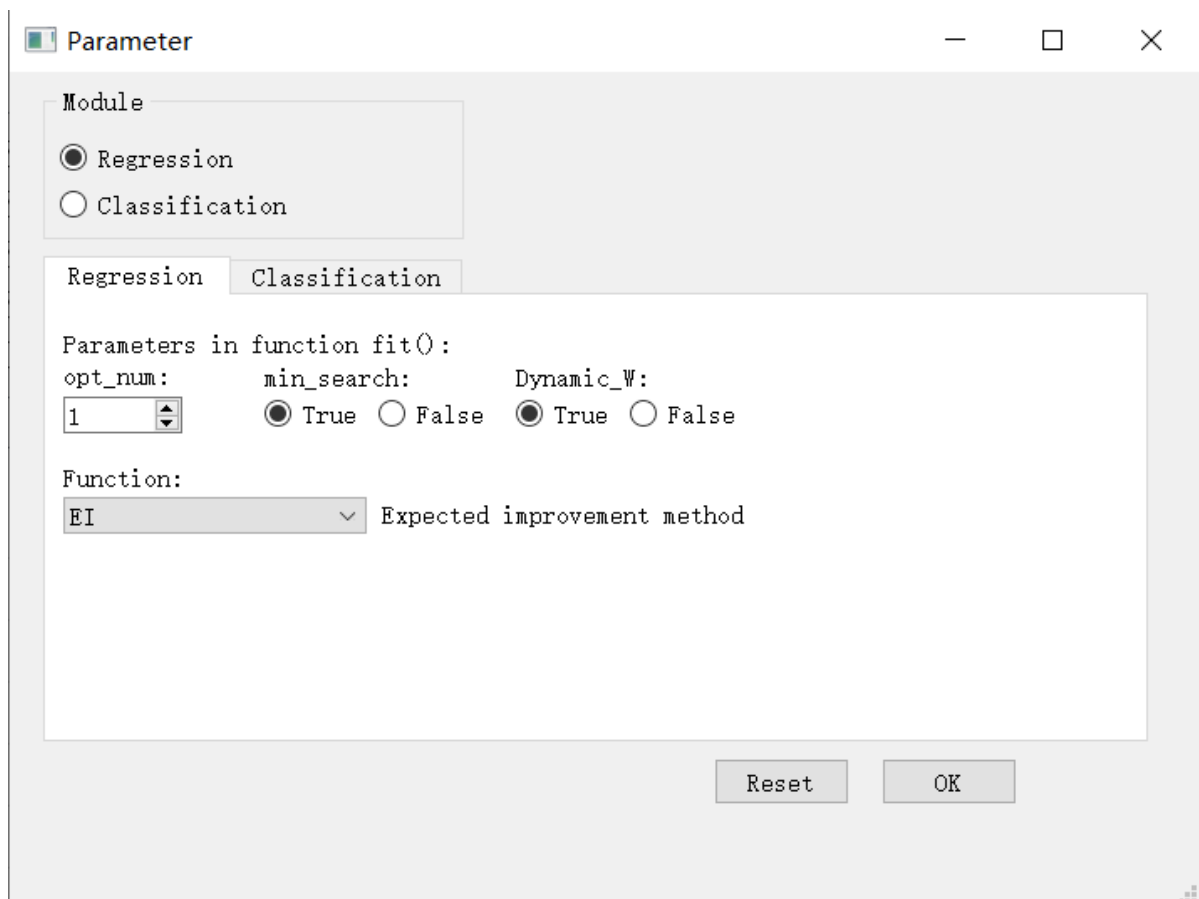 Parameter
Module
Regression
Classification
Regression Classification
Parameters in function fit():
opt_num: min_search: Dynamic_W:
1 True False True False
Function:
EI Expected improvement method
Reset OK